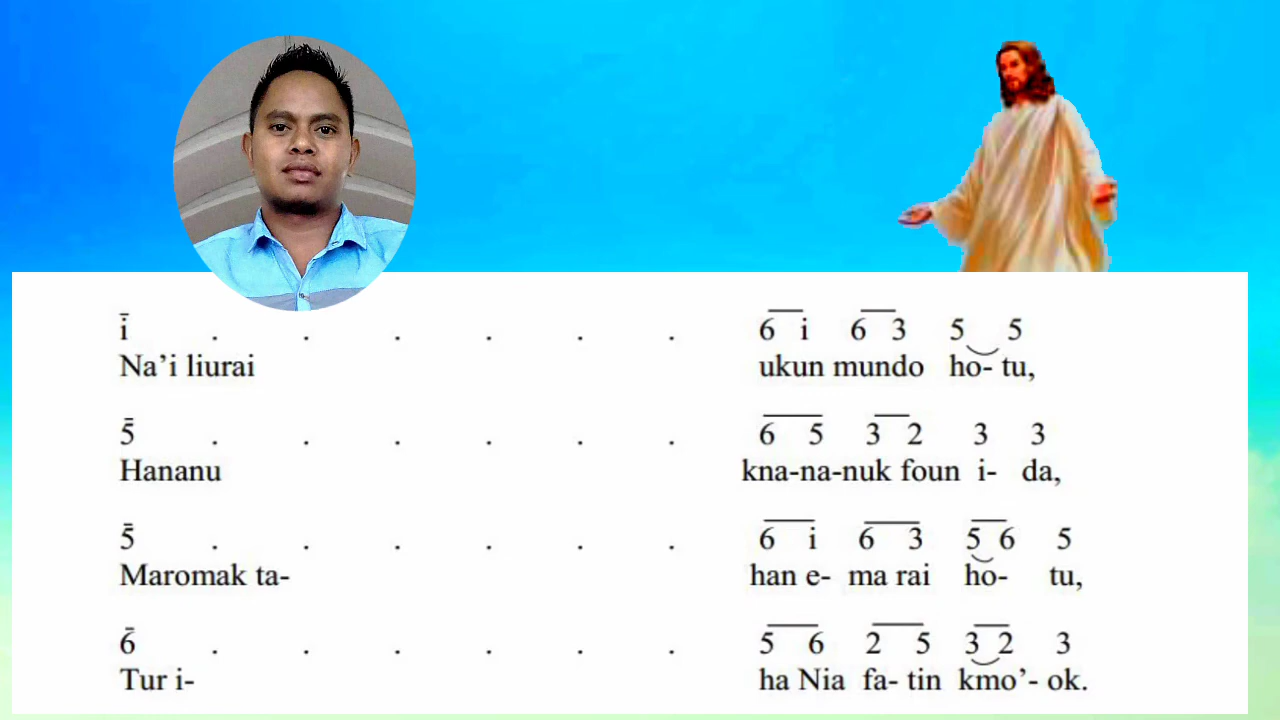 i̇̄ . . . . . . 6 i̇ 6 3 5 5
Na’i liurai ukun mundo ho- tu,
5̄ . . . . . . 6 5 3 2 3 3
Hananu kna-na-nuk foun i- da,
5̄ . . . . . . 6 i̇ 6 3 5 6 5
Maromak ta- han e- ma rai ho- tu,
6̄ . . . . . . 5 6 2 5 3 2 3
Tur i- ha Nia fa- tin kmo’- ok.